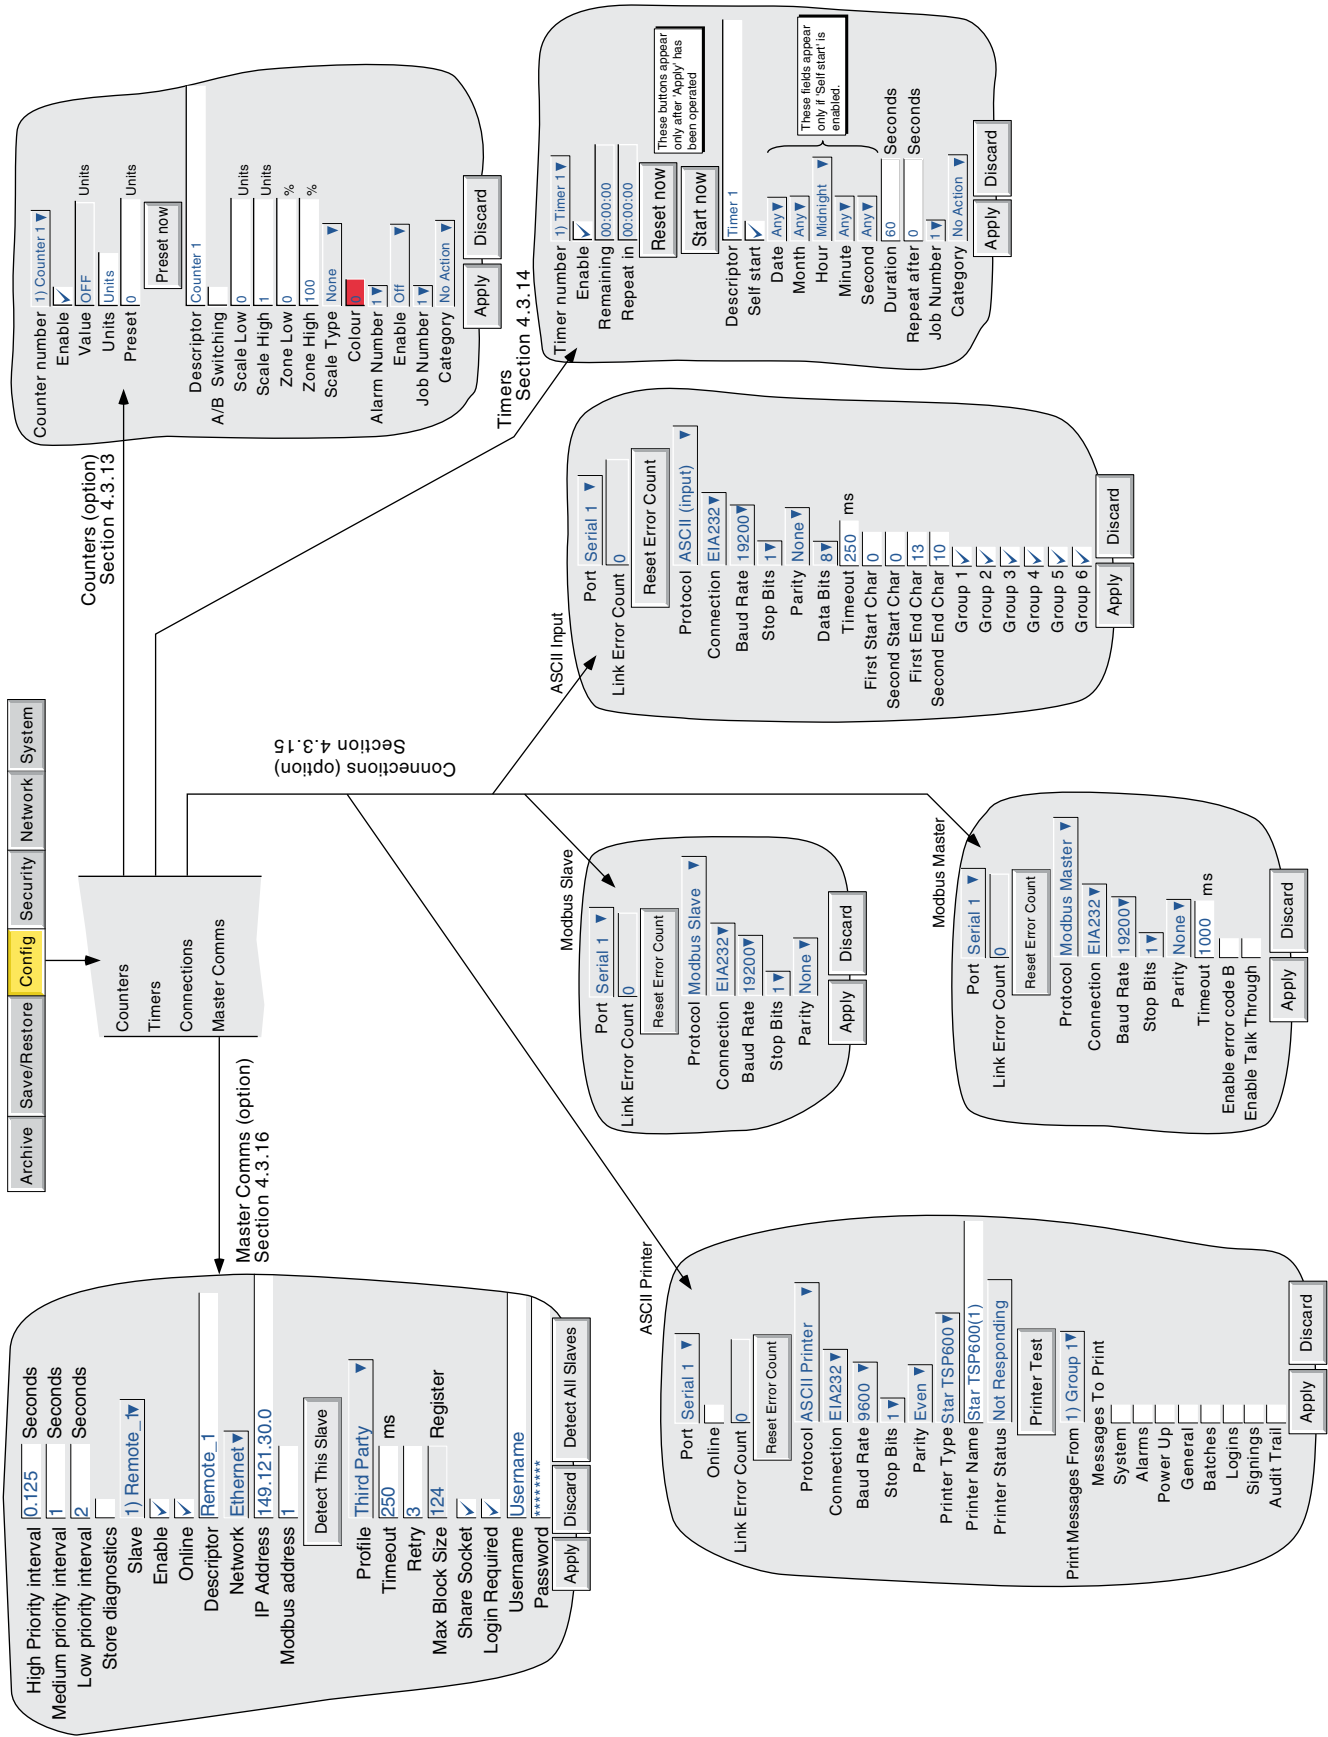 Archive Save/Restore Config Security Network System
Counters
Timers
Connections
Master Comms
Master Comms (option)
Section 4.3.16
High Priority interval 0.125 Seconds
Medium priority interval 1 Seconds
Low priority interval 2 Seconds
Store diagnostics
Slave 1) Remote_1
Enable
Online
Descriptor Remote_1
Network Ethernet
IP Address 149.121.30.0
Modbus address 1
Detect This Slave
Profile Third Party
Timeout 250 ms
Retry 3
Max Block Size 124 Register
Share Socket
Login Required
Username Username
Password ********
Apply Discard Detect All Slaves
Counters (option)
Section 4.3.13
Counter number 1) Counter 1
Enable
Value OFF Units
Units Units
Preset 0 Units
Preset now
Descriptor Counter 1
A/B Switching
Scale Low 0 Units
Scale High 1 Units
Zone Low 0 %
Zone High 100 %
Scale Type None
Colour 0
Alarm Number 1
Enable Off
Job Number 1
Category No Action
Apply Discard
Timers
Section 4.3.14
Timer number 1) Timer 1
Enable
Remaining 00:00:00
Repeat in 00:00:00
Reset now
Start now
These buttons appear
only after 'Apply' has
been operated
Descriptor Timer 1
Self start
Date Any
Month Any
Hour Midnight
Minute Any
Second Any
These fields appear
only if 'Self start' is
enabled.
Duration 60 Seconds
Repeat after 0 Seconds
Job Number 1
Category No Action
Apply Discard
Connections (option)
Section 4.3.15
ASCII Input
Port Serial 1
Link Error Count 0
Reset Error Count
Protocol ASCII (input)
Connection EIA232
Baud Rate 19200
Stop Bits 1
Parity None
Data Bits 8
Timeout 250 ms
First Start Char 0
Second Start Char 0
First End Char 13
Second End Char 10
Group 1
Group 2
Group 3
Group 4
Group 5
Group 6
Apply Discard
Modbus Slave
Port Serial 1
Link Error Count 0
Reset Error Count
Protocol Modbus Slave
Connection EIA232
Baud Rate 19200
Stop Bits 1
Parity None
Apply Discard
Modbus Master
Port Serial 1
Link Error Count 0
Reset Error Count
Protocol Modbus Master
Connection EIA232
Baud Rate 19200
Stop Bits 1
Parity None
Timeout 1000 ms
Enable error code B
Enable Talk Through
Apply Discard
ASCII Printer
Port Serial 1
Online
Link Error Count 0
Reset Error Count
Protocol ASCII Printer
Connection EIA232
Baud Rate 9600
Stop Bits 1
Parity Even
Printer Type Star TSP600
Printer Name Star TSP600(1)
Printer Status Not Responding
Printer Test
Print Messages From 1) Group 1
Messages To Print
System
Alarms
Power Up
General
Batches
Logins
Signings
Audit Trail
Apply Discard